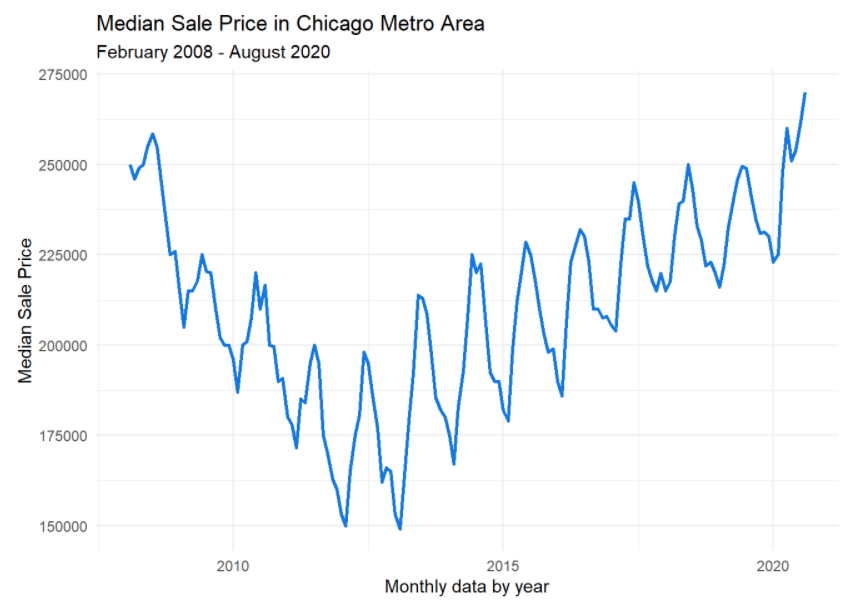 Median Sale Price in Chicago Metro Area
February 2008 - August 2020
275000
250000
225000
200000
175000
150000
Median Sale Price
2010
2015
2020
Monthly data by year